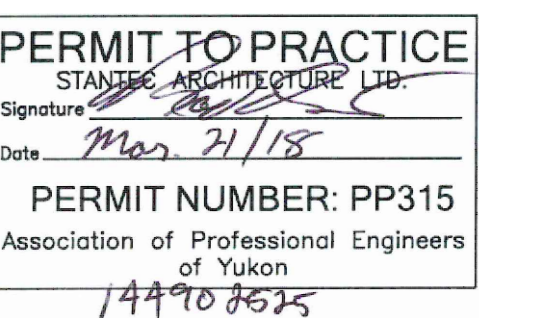 PERMIT TO PRACTICE
STANTEC ARCHITECTURE LTD.
Signature
Date Mar. 21/18
PERMIT NUMBER: PP315
Association of Professional Engineers
of Yukon
144902525